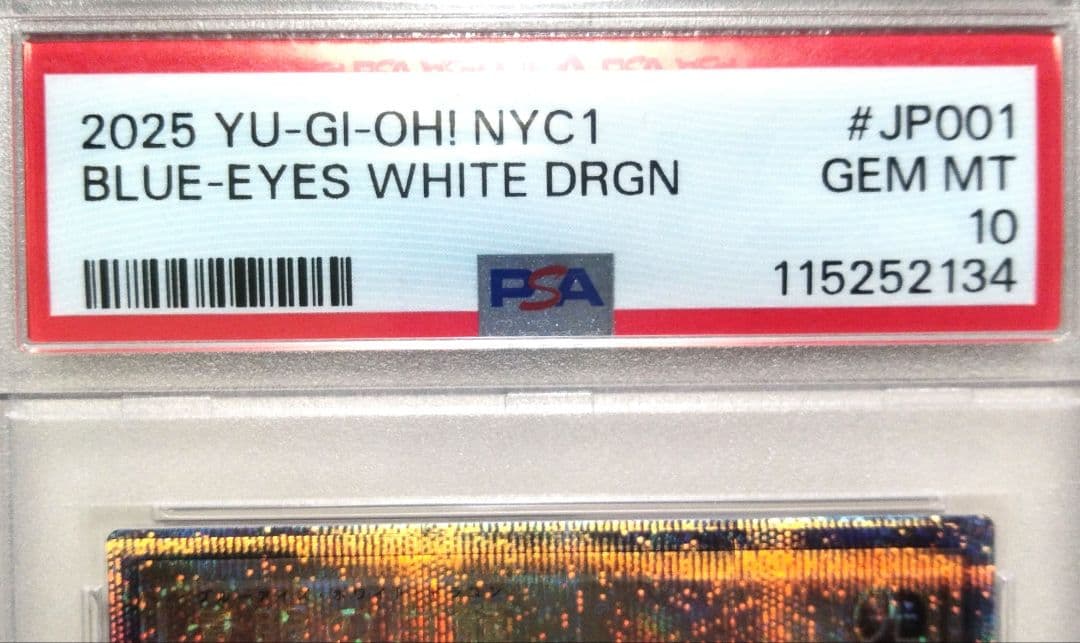 2025 YU-GI-OH! NYC1 #JP001
BLUE-EYES WHITE DRGN GEM MT
10
PSA 115252134